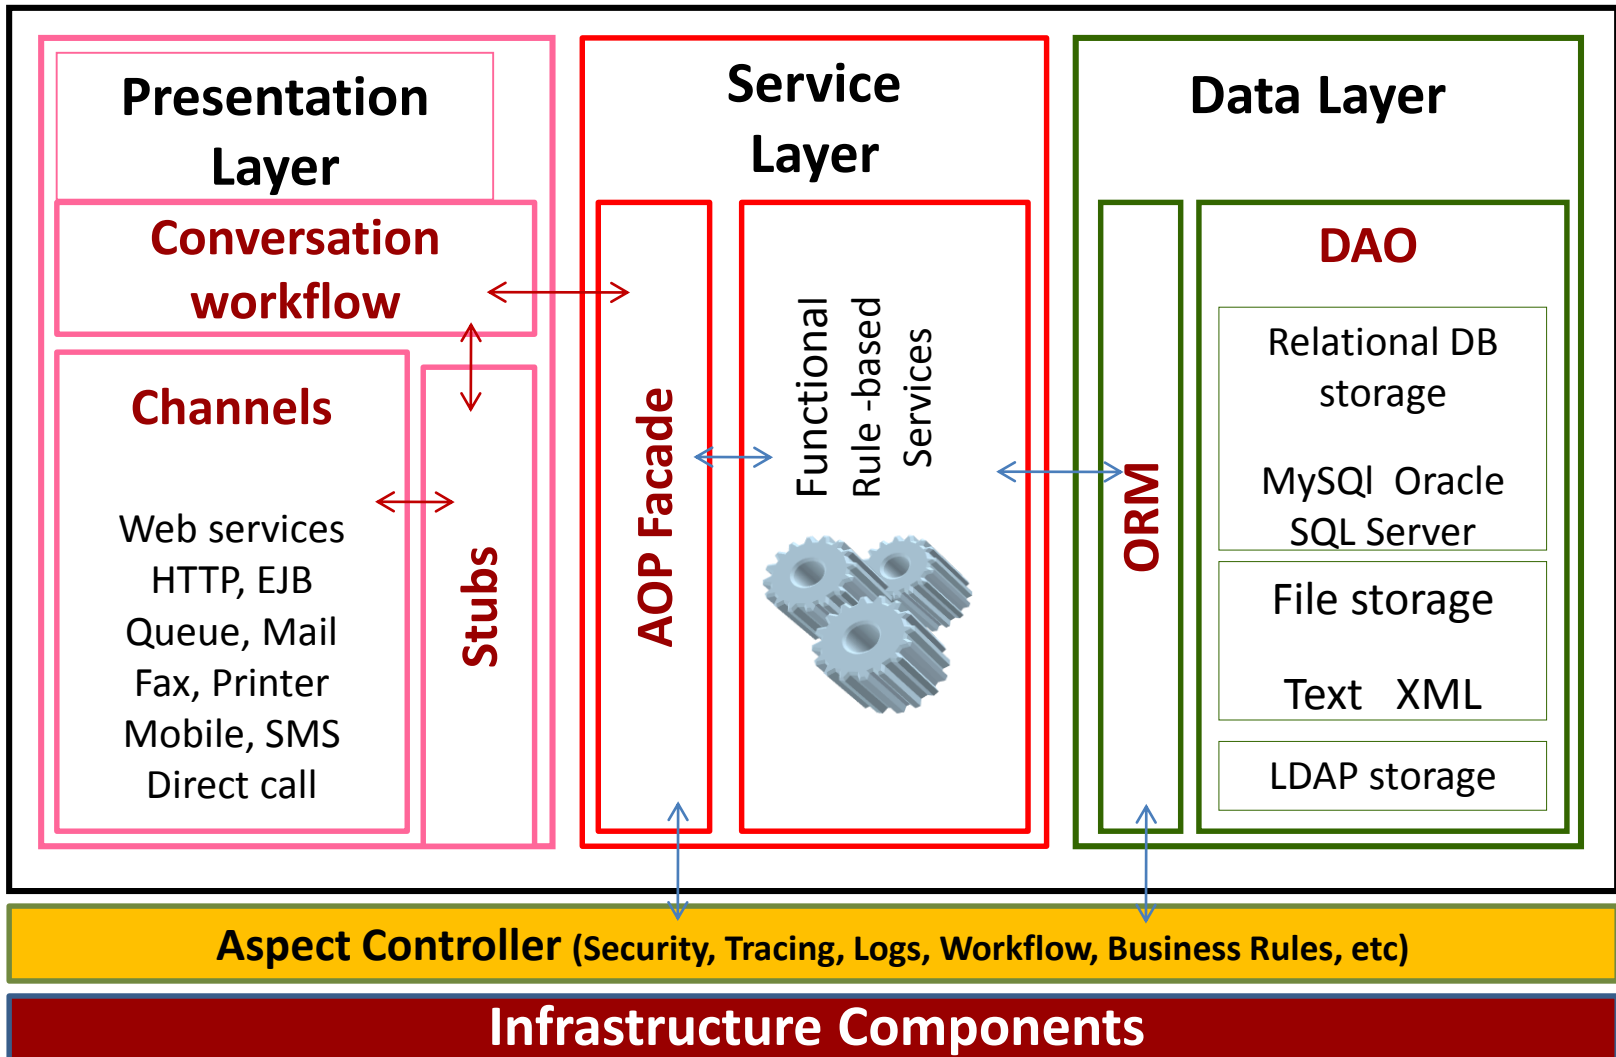 Presentation
Layer
Conversation
workflow
Channels
Web services
HTTP, EJB
Queue, Mail
Fax, Printer
Mobile, SMS
Direct call
Stubs
Service
Layer
AOP Facade
Functional
Rule -based
Services
Data Layer
ORM
DAO
Relational DB
storage
MySQl Oracle
SQL Server
File storage
Text XML
LDAP storage
Aspect Controller (Security, Tracing, Logs, Workflow, Business Rules, etc)
Infrastructure Components